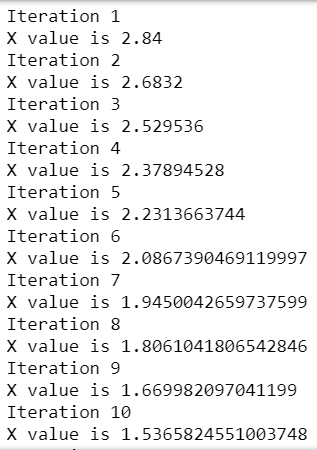 Iteration 1
X value is 2.84
Iteration 2
X value is 2.6832
Iteration 3
X value is 2.529536
Iteration 4
X value is 2.37894528
Iteration 5
X value is 2.2313663744
Iteration 6
X value is 2.0867390469119997
Iteration 7
X value is 1.9450042659737599
Iteration 8
X value is 1.8061041806542846
Iteration 9
X value is 1.669982097041199
Iteration 10
X value is 1.5365824551003748